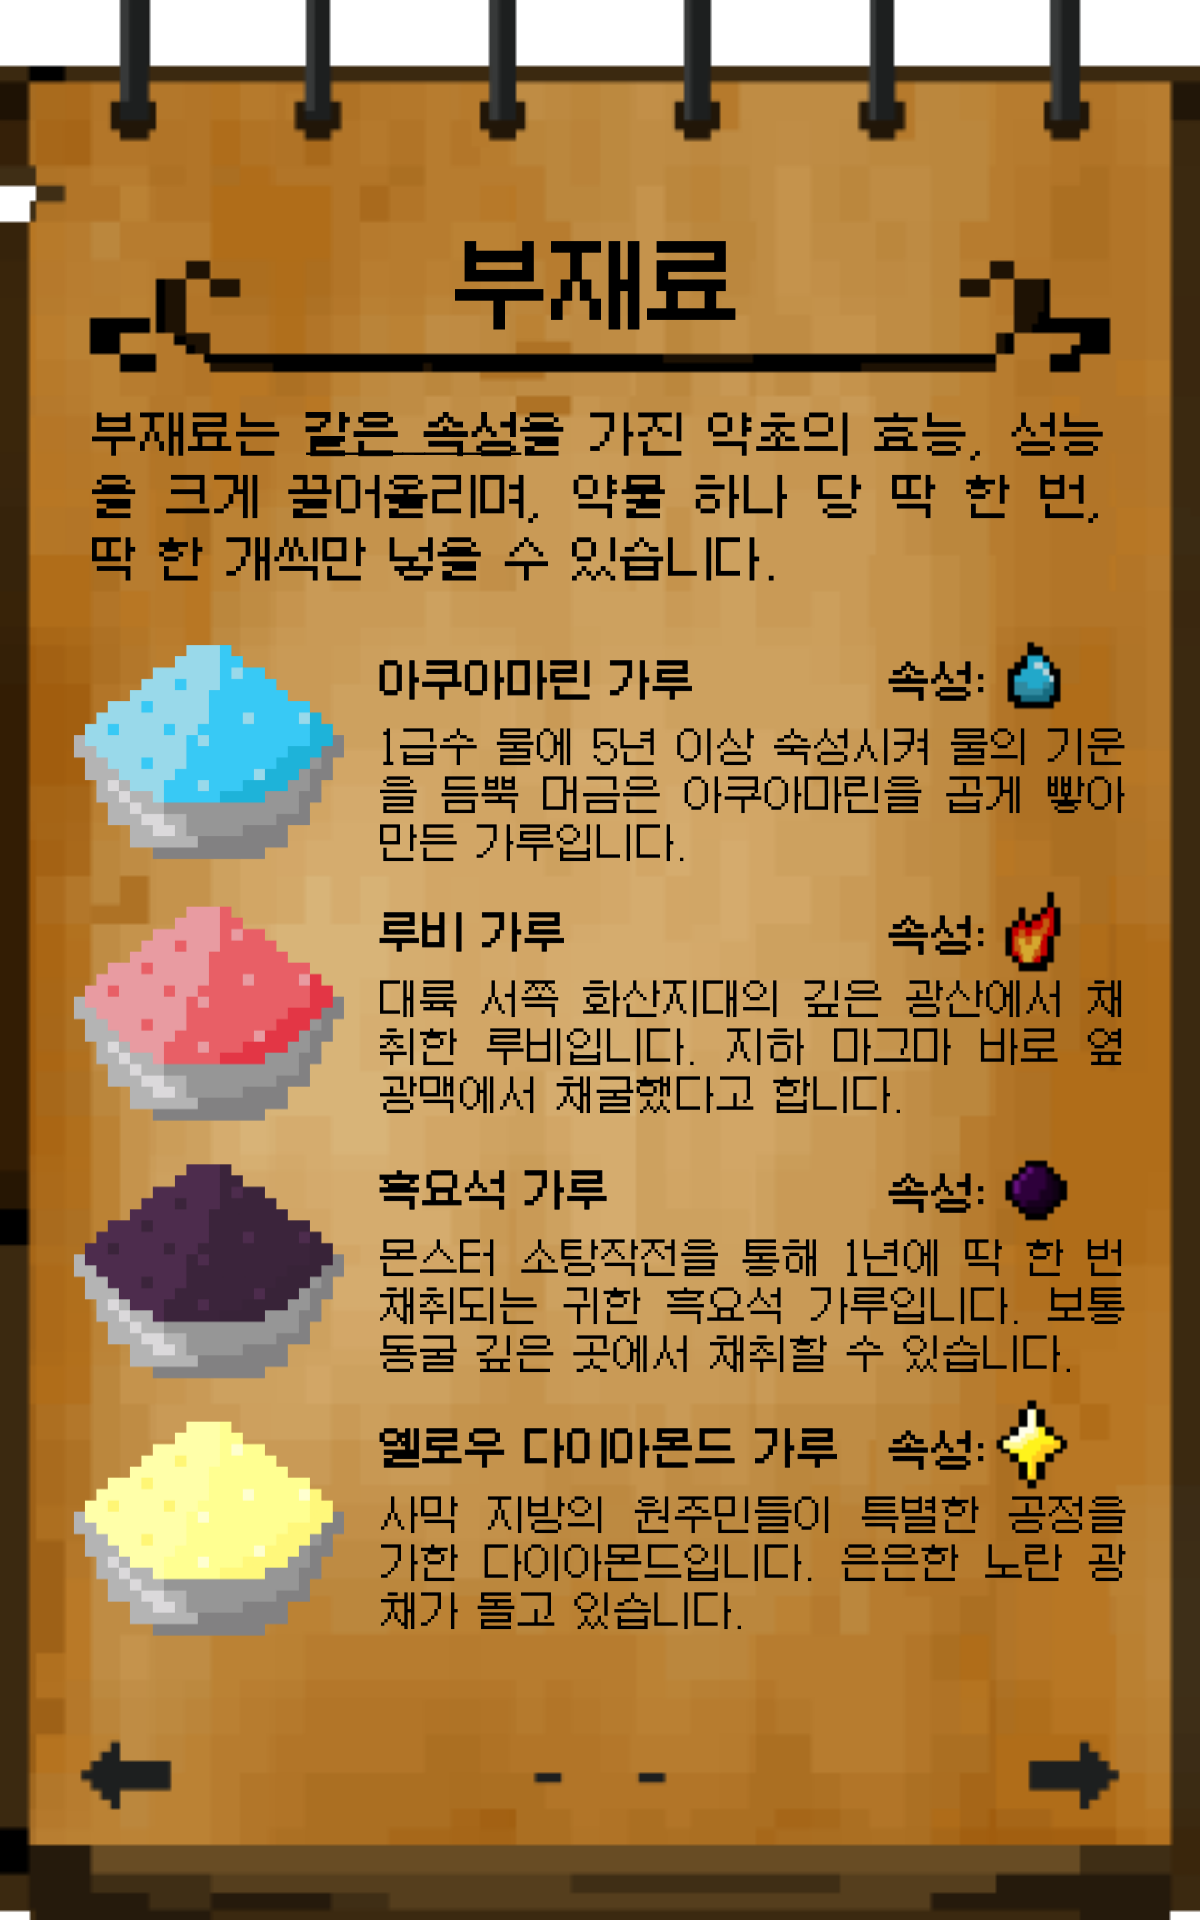 부재료
부재료는 같은 속성을 가진 약초의 효능, 성능
을 크게 끌어올리며, 약물 하나 당 딱 한 번,
딱 한 개씩만 넣을 수 있습니다.
아쿠아마린 가루 속성:
1급수 물에 5년 이상 숙성시켜 물의 기운
을 듬뿍 머금은 아쿠아마린을 곱게 빻아
만든 가루입니다.
루비 가루 속성:
대륙 서쪽 화산지대의 깊은 광산에서 채
취한 루비입니다. 지하 마그마 바로 옆
광맥에서 채굴했다고 합니다.
흑요석 가루 속성:
몬스터 소탕작전을 통해 1년에 딱 한 번
채취되는 귀한 흑요석 가루입니다. 보통
동굴 깊은 곳에서 채취할 수 있습니다.
옐로우 다이아몬드 가루 속성:
사막 지방의 원주민들이 특별한 공정을
가한 다이아몬드입니다. 은은한 노란 광
채가 돌고 있습니다.
- -